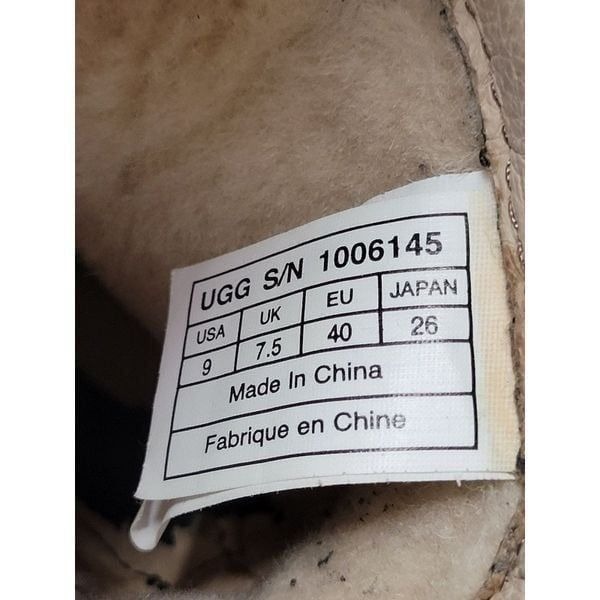 UGG S/N 1006145
USA UK EU JAPAN
9 7.5 40 26
Made In China
Fabrique en Chine